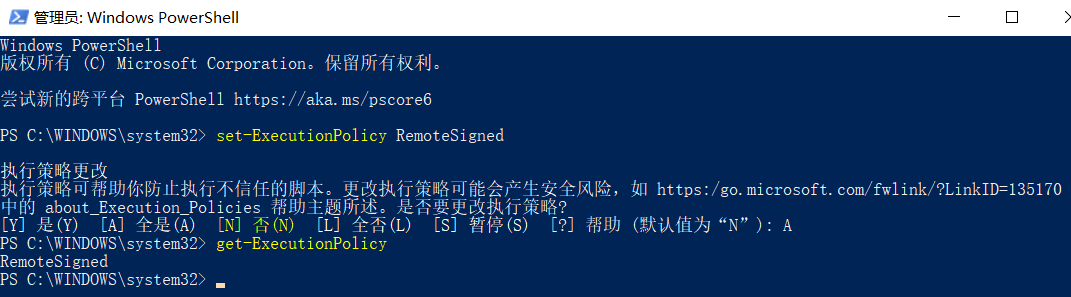 管理员: Windows PowerShell
Windows PowerShell
版权所有 (C) Microsoft Corporation。保留所有权利。
尝试新的跨平台 PowerShell https://aka.ms/pscore6
PS C:\WINDOWS\system32> set-ExecutionPolicy RemoteSigned
执行策略更改
执行策略可帮助你防止执行不信任的脚本。更改执行策略可能会产生安全风险，如 https:/go.microsoft.com/fwlink/?LinkID=135170
中的 about_Execution_Policies 帮助主题所述。是否要更改执行策略?
[Y] 是(Y)  [A] 全是(A)  [N] 否(N)  [L] 全否(L)  [S] 暂停(S)  [?] 帮助 (默认值为“N”): A
PS C:\WINDOWS\system32> get-ExecutionPolicy
RemoteSigned
PS C:\WINDOWS\system32>